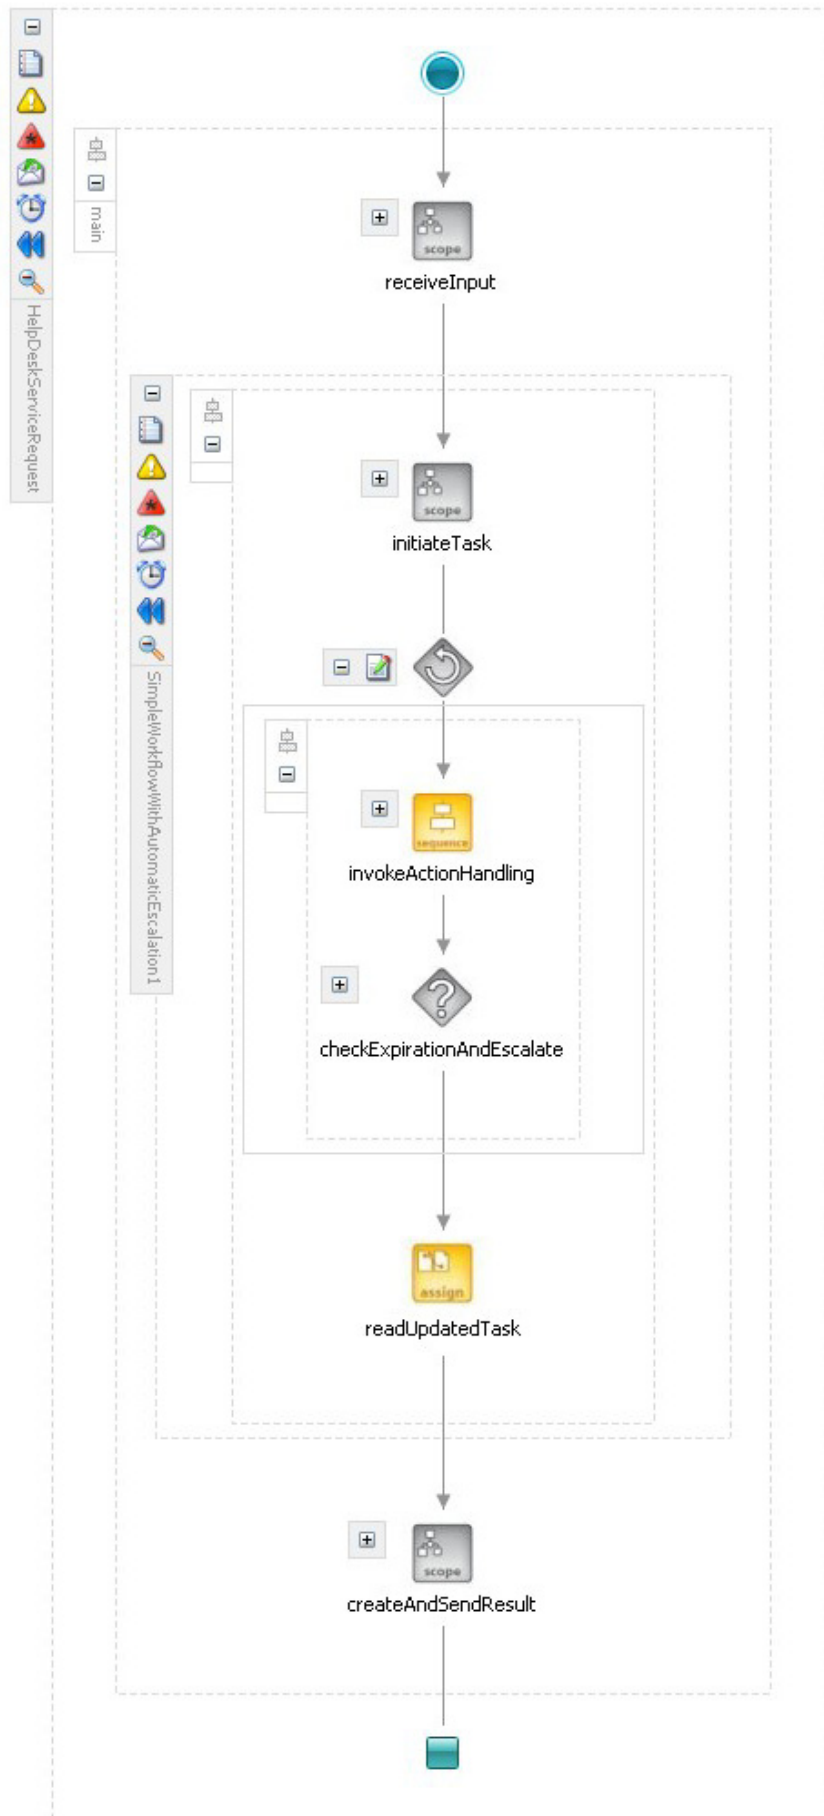 HelpDeskServiceRequest
main
scope
receiveInput
SimpleWorkflowWithAutomaticEscalation1
scope
initiateTask
sequence
invokeActionHandling
?
checkExpirationAndEscalate
assign
readUpdatedTask
scope
createAndSendResult